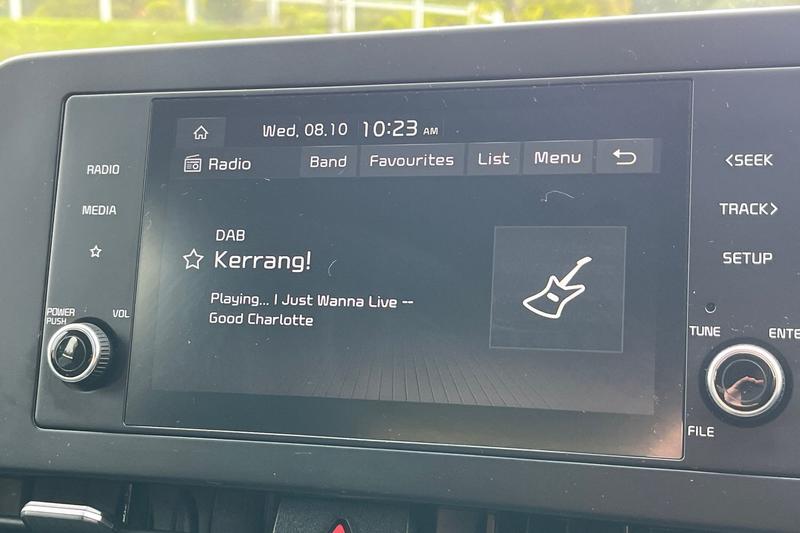 Wed, 08.10 10:23 AM
Radio Band Favourites List Menu
DAB
Kerrang!
Playing... I Just Wanna Live --
Good Charlotte
RADIO
MEDIA
POWER
PUSH
VOL
<SEEK
TRACK>
SETUP
TUNE
ENTE
FILE